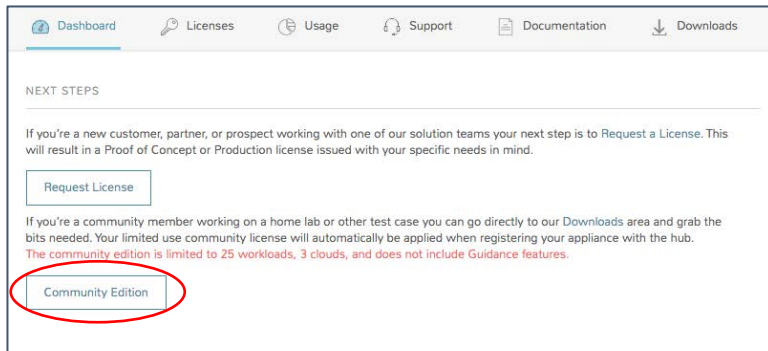 Dashboard Licenses Usage Support Documentation Downloads
NEXT STEPS
If you're a new customer, partner, or prospect working with one of our solution teams your next step is to Request a License. This
will result in a Proof of Concept or Production license issued with your specific needs in mind.
Request License
If you're a community member working on a home lab or other test case you can go directly to our Downloads area and grab the
bits needed. Your limited use community license will automatically be applied when registering your appliance with the hub.
The community edition is limited to 25 workloads, 3 clouds, and does not include Guidance features.
Community Edition